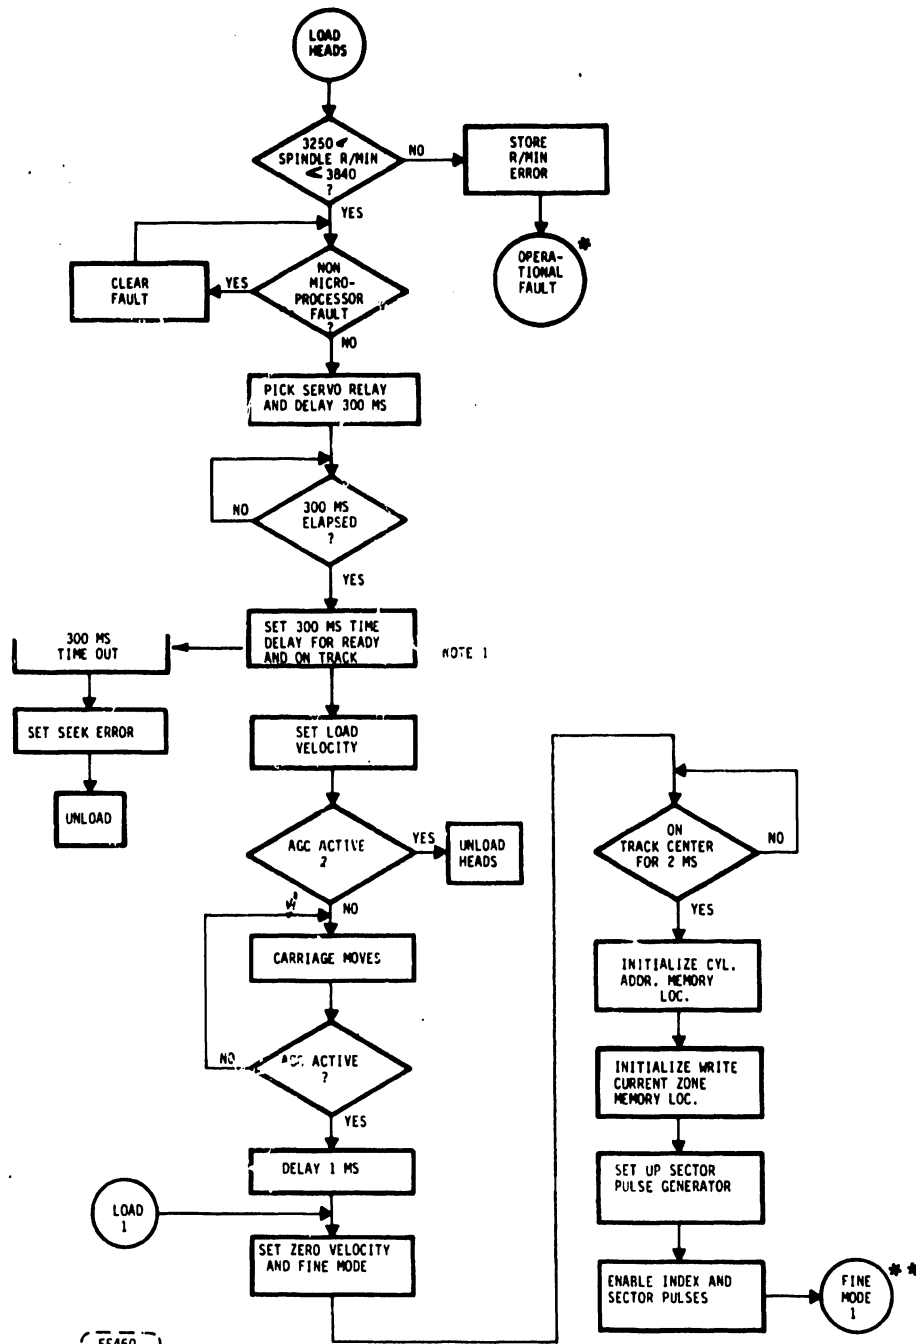 LOAD
HEADS
3250 <
SPINDLE R/MIN
< 3840
?
NO
STORE
R/MIN
ERROR
OPERA-
TIONAL
FAULT
*
YES
CLEAR
FAULT
YES
NON
MICRO-
PROCESSOR
FAULT
?
NO
PICK SERVO RELAY
AND DELAY 300 MS
NO
300 MS
ELAPSED
?
YES
300 MS
TIME OUT
SET 300 MS TIME
DELAY FOR READY
AND ON TRACK
NOTE 1
SET SEEK ERROR
UNLOAD
SET LOAD
VELOCITY
AGC ACTIVE
?
YES
UNLOAD
HEADS
NO
CARRIAGE MOVES
NO
AGC ACTIVE
?
YES
DELAY 1 MS
LOAD
1
SET ZERO VELOCITY
AND FINE MODE
ON
TRACK CENTER
FOR 2 MS
NO
YES
INITIALIZE CYL.
ADDR. MEMORY
LOC.
INITIALIZE WRITE
CURRENT ZONE
MEMORY LOC.
SET UP SECTOR
PULSE GENERATOR
ENABLE INDEX AND
SECTOR PULSES
FINE
MODE
1
**